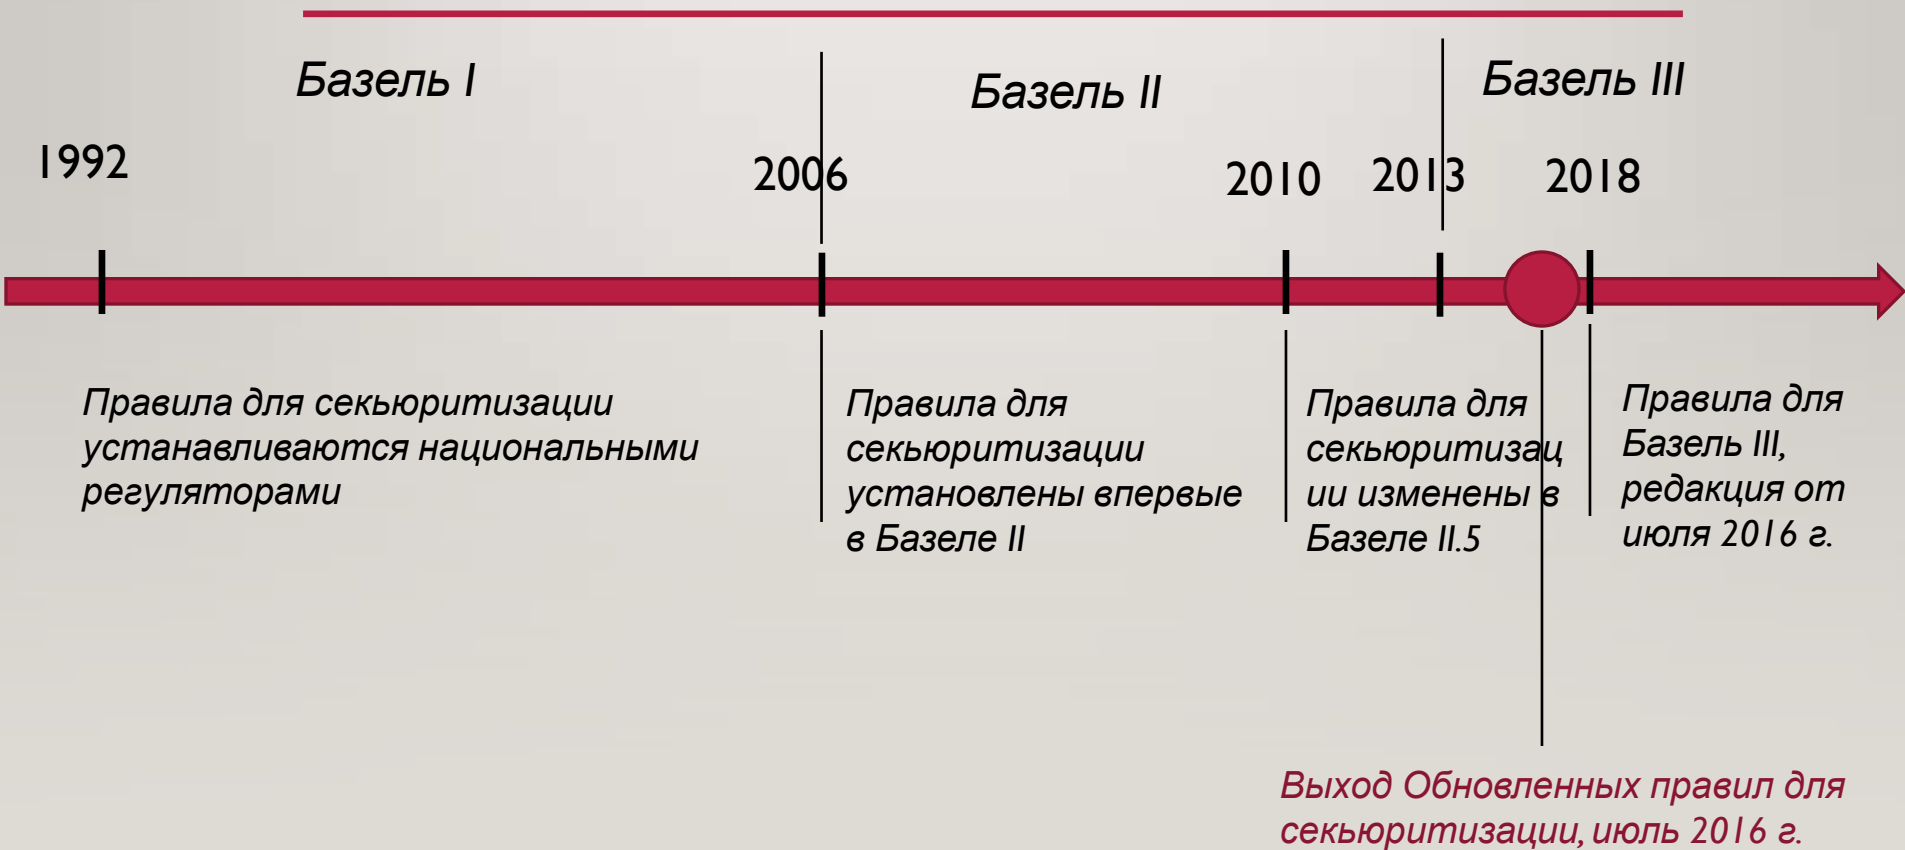 Базель I
Базель II
Базель III
1992
2006
2010
2013
2018
Правила для секьюритизации
устанавливаются национальными
регуляторами
Правила для
секьюритизации
установлены впервые
в Базеле II
Правила для
секьюритизац
ии изменены в
Базеле II.5
Правила для
Базель III,
редакция от
июля 2016 г.
Выход Обновленных правил для
секьюритизации, июль 2016 г.